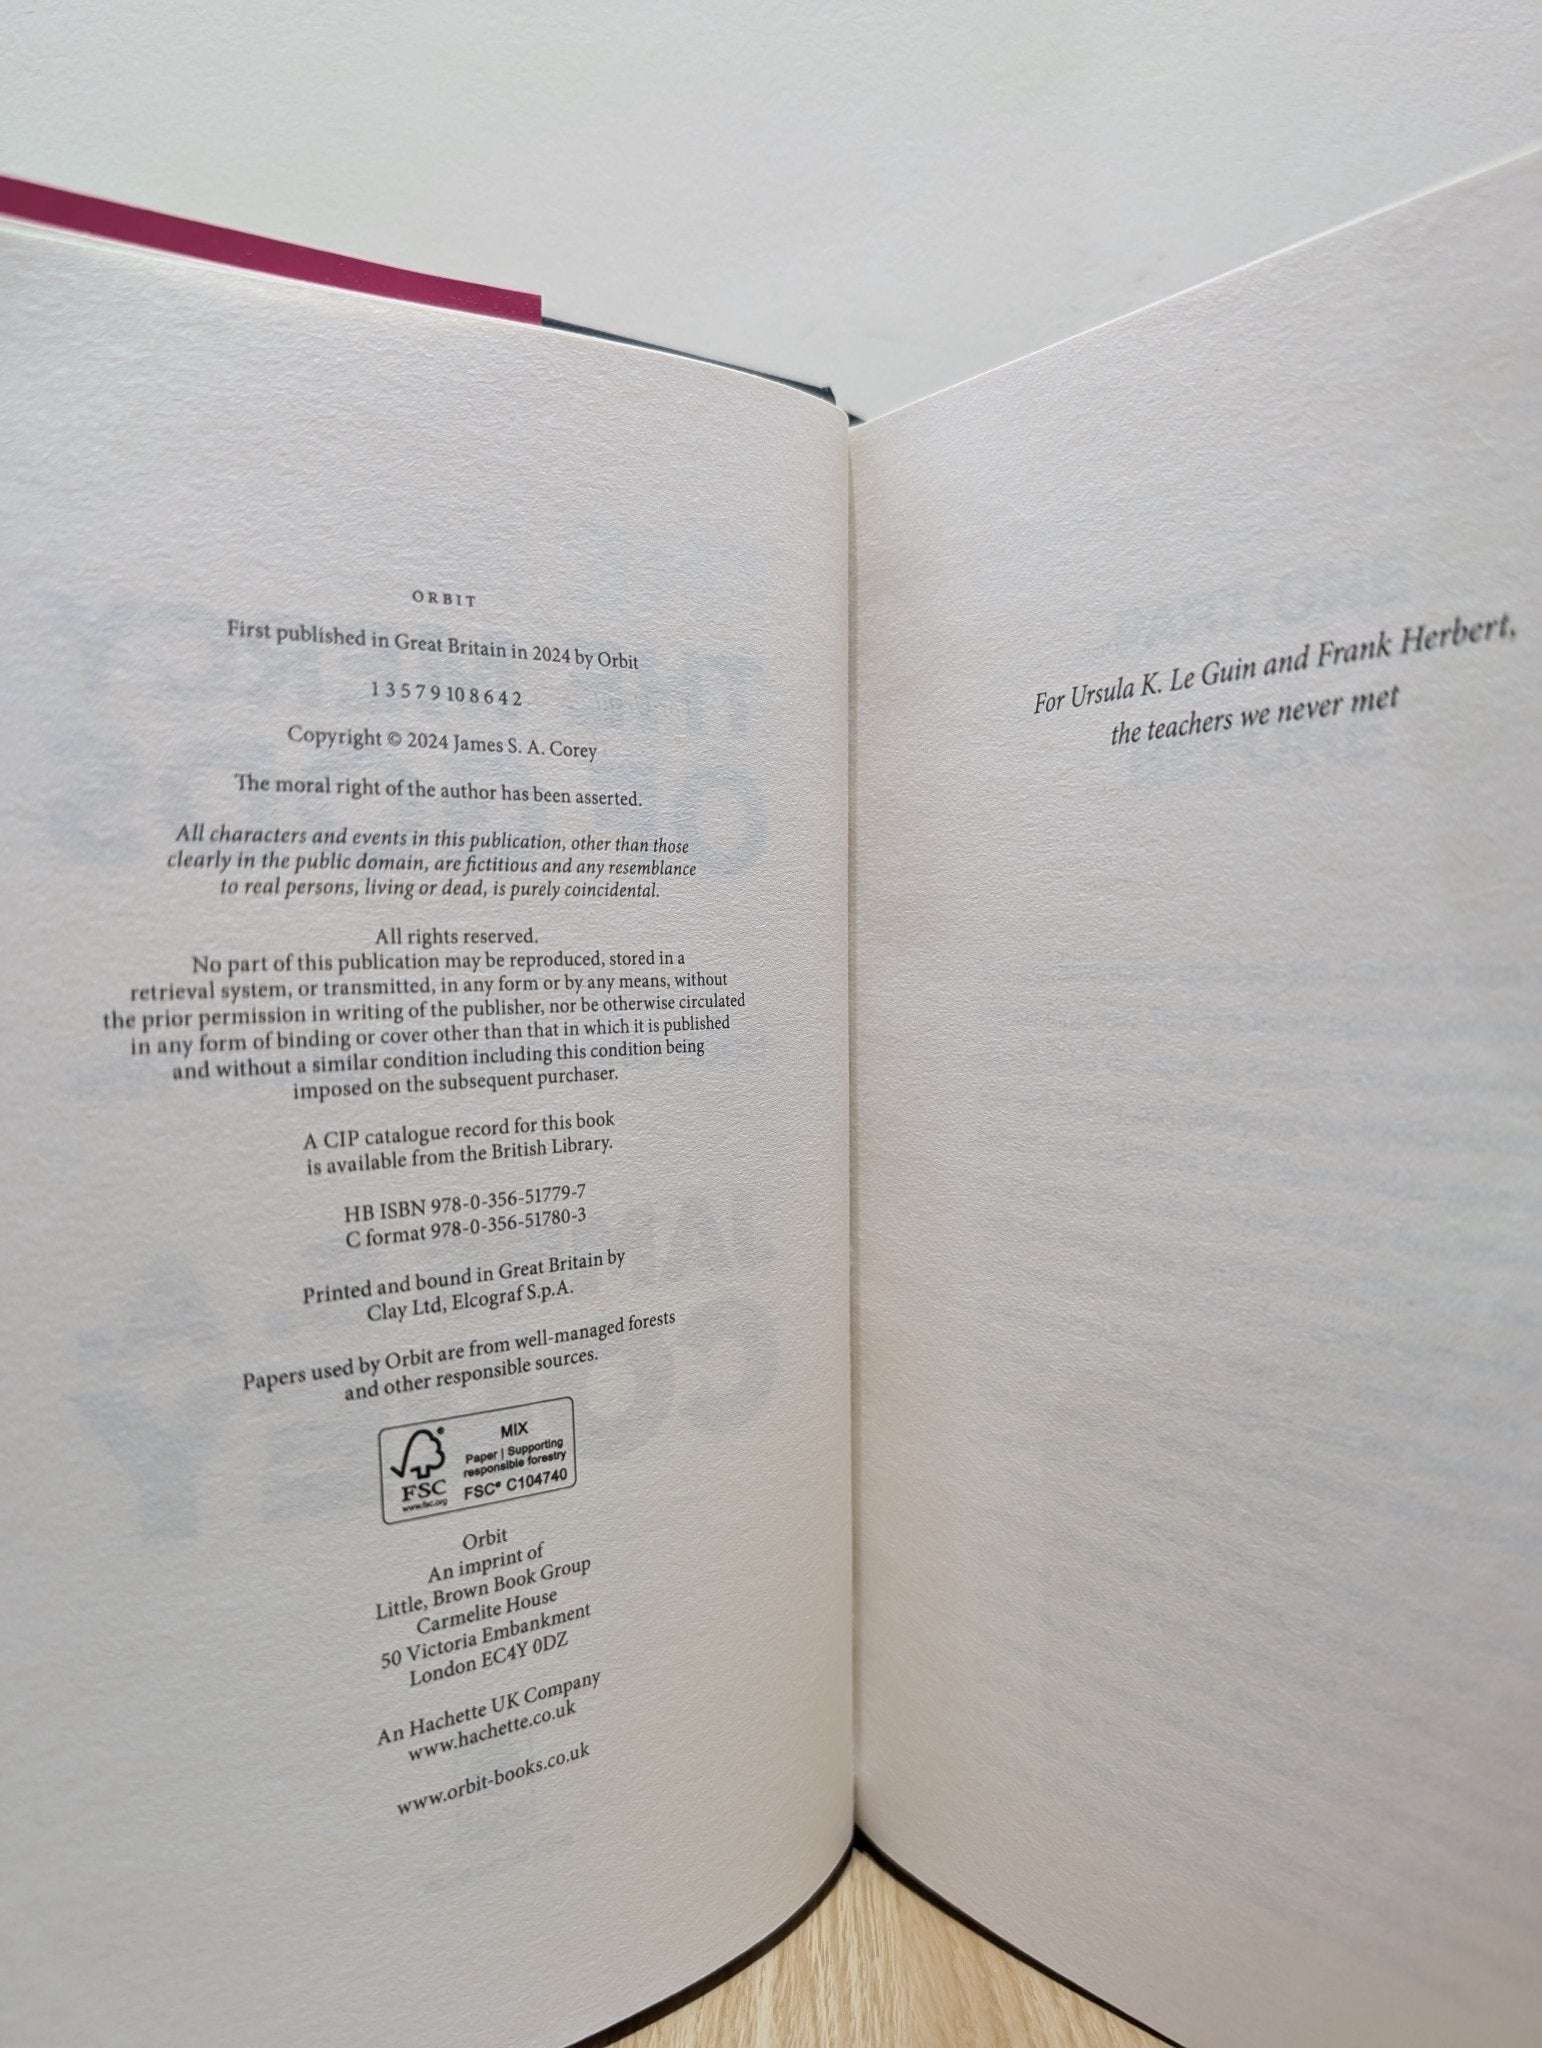 ORBIT
First published in Great Britain in 2024 by Orbit
1 3 5 7 9 10 8 6 4 2
Copyright © 2024 James S. A. Corey
The moral right of the author has been asserted.
All characters and events in this publication, other than those
clearly in the public domain, are fictitious and any resemblance
to real persons, living or dead, is purely coincidental.
All rights reserved.
No part of this publication may be reproduced, stored in a
retrieval system, or transmitted, in any form or by any means, without
the prior permission in writing of the publisher, nor be otherwise circulated
in any form of binding or cover other than that in which it is published
and without a similar condition including this condition being
imposed on the subsequent purchaser.
A CIP catalogue record for this book
is available from the British Library.
HB ISBN 978-0-356-51779-7
C format 978-0-356-51780-3
Printed and bound in Great Britain by
Clay Ltd, Elcograf S.p.A.
Papers used by Orbit are from well-managed forests
and other responsible sources.
FSC
www.fsc.org
MIX
Paper | Supporting
responsible forestry
FSC® C104740
Orbit
An imprint of
Little, Brown Book Group
Carmelite House
50 Victoria Embankment
London EC4Y 0DZ
An Hachette UK Company
www.hachette.co.uk
www.orbit-books.co.uk
For Ursula K. Le Guin and Frank Herbert,
the teachers we never met